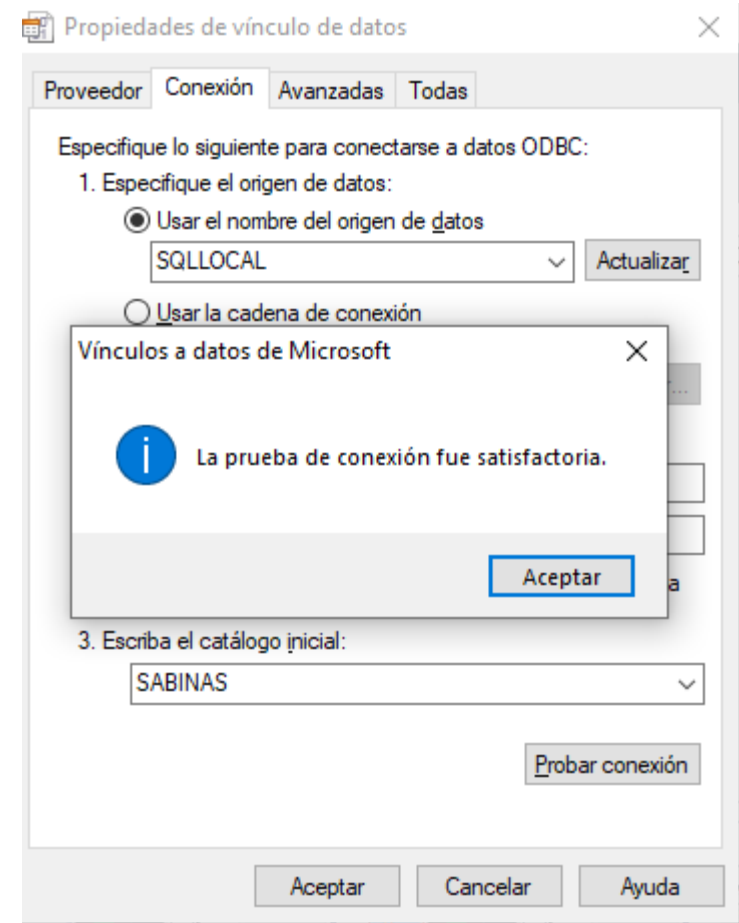 Propiedades de vínculo de datos
Proveedor Conexión Avanzadas Todas
Especifique lo siguiente para conectarse a datos ODBC:
1. Especifique el origen de datos:
Usar el nombre del origen de datos
SQLLOCAL Actualizar
Usar la cadena de conexión
Vínculos a datos de Microsoft
...
La prueba de conexión fue satisfactoria.
Aceptar
a
3. Escriba el catálogo inicial:
SABINAS
Probar conexión
Aceptar Cancelar Ayuda